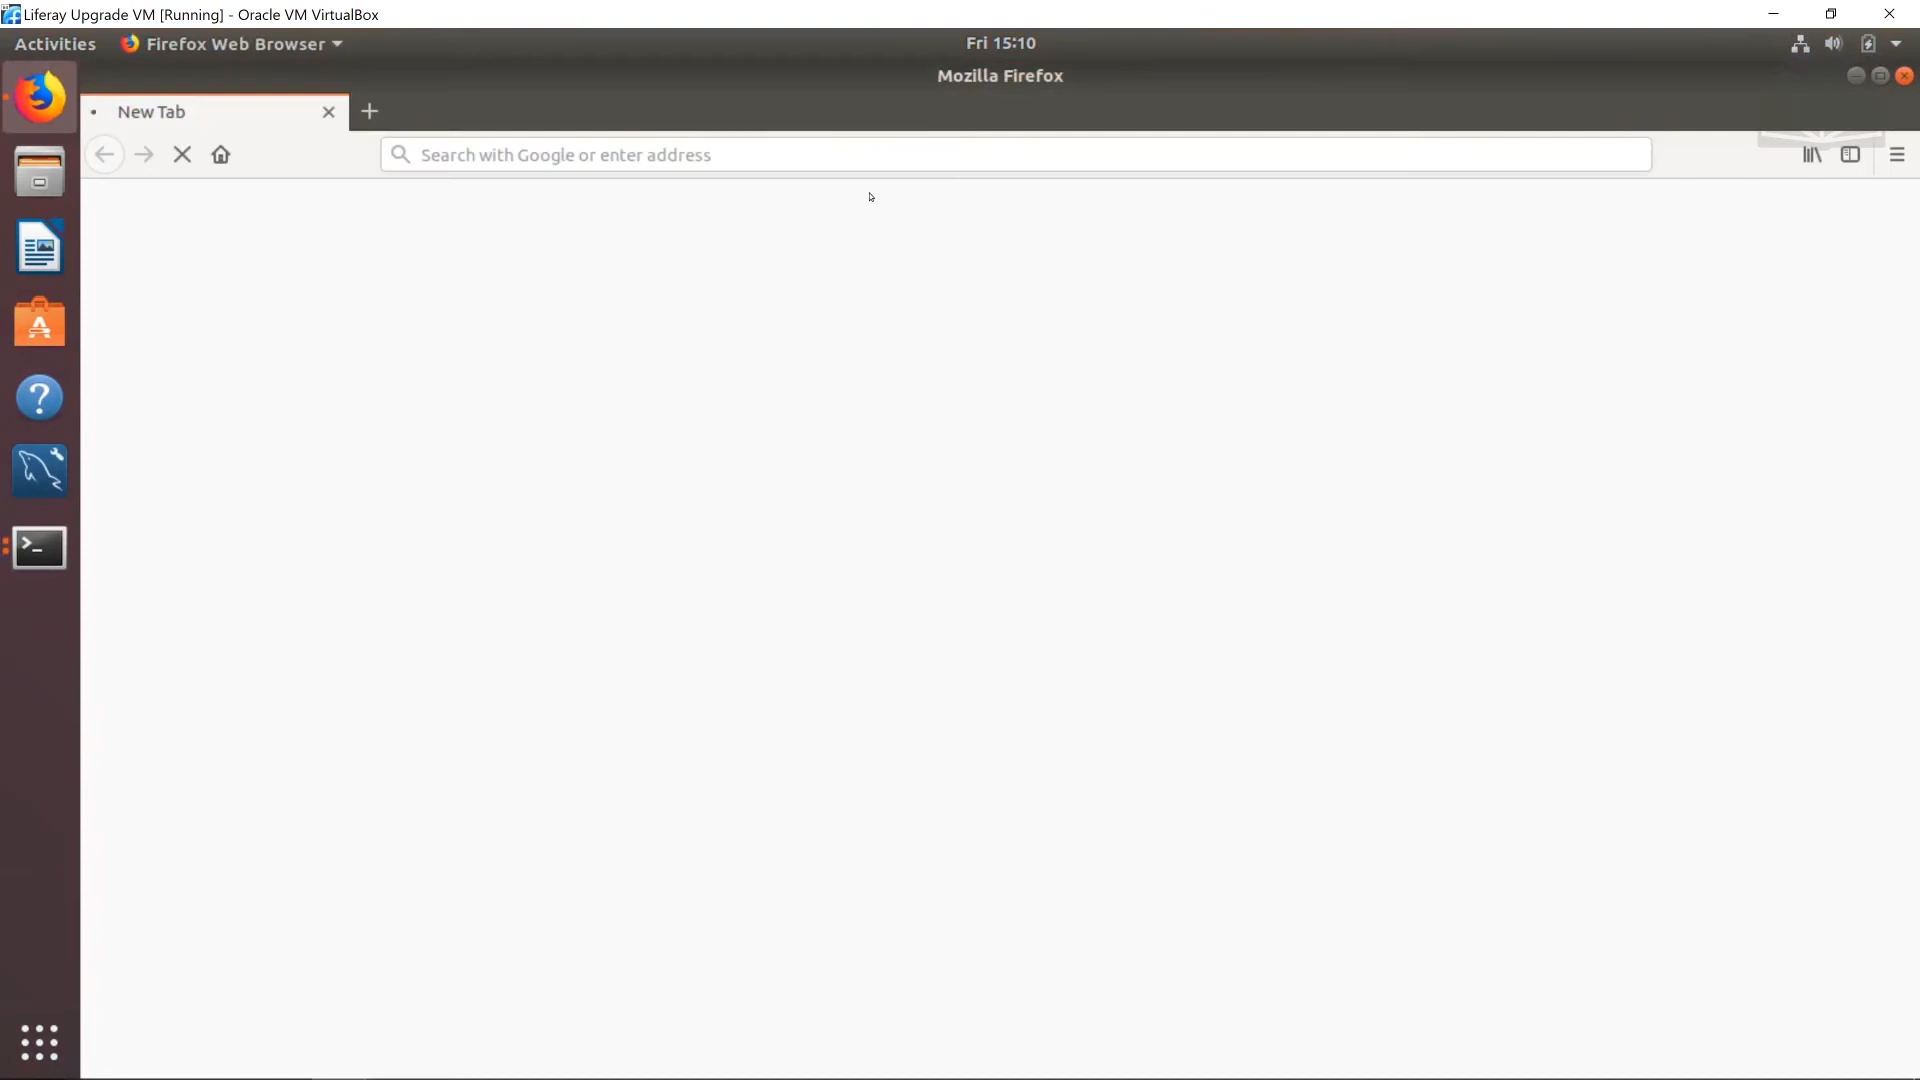 Liferay Upgrade VM [Running] - Oracle VM VirtualBox
Activities Firefox Web Browser Fri 15:10
Mozilla Firefox
New Tab
Search with Google or enter address